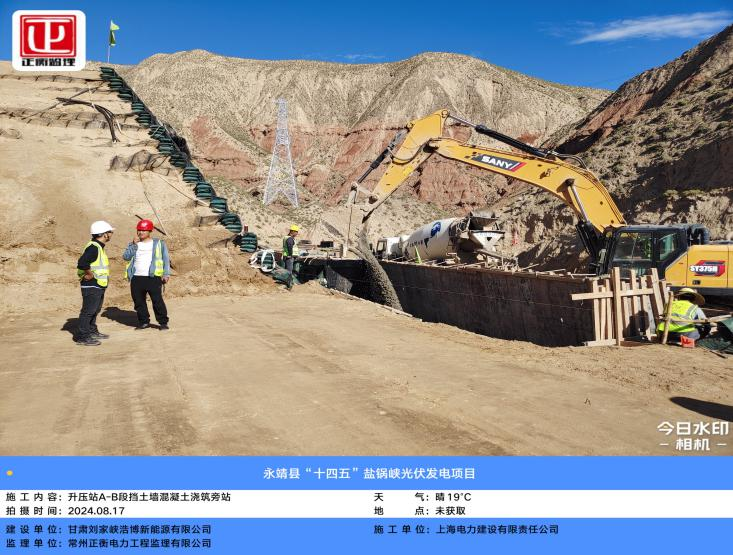 正衡监理
SANY
SY375H
今日水印
相机
永靖县“十四五”盐锅峡光伏发电项目
施工内容：升压站A-B段挡土墙混凝土浇筑旁站
天气：晴19℃
拍摄时间：2024.08.17
地点：未获取
建设单位：甘肃刘家峡浩博新能源有限公司
施工单位：上海电力建设有限责任公司
监理单位：常州正衡电力工程监理有限公司